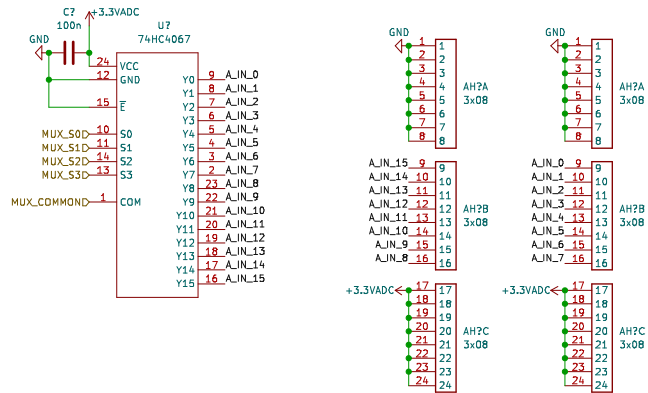 C?
100n
+3.3VADC
GND
U?
74HC4067
24 VCC
12 GND
15 E
MUX_S0 10 S0
MUX_S1 11 S1
MUX_S2 14 S2
MUX_S3 13 S3
MUX_COMMON 1 COM
Y0 9 A_IN_0
Y1 8 A_IN_1
Y2 7 A_IN_2
Y3 6 A_IN_3
Y4 5 A_IN_4
Y5 4 A_IN_5
Y6 3 A_IN_6
Y7 2 A_IN_7
Y8 23 A_IN_8
Y9 22 A_IN_9
Y10 21 A_IN_10
Y11 20 A_IN_11
Y12 19 A_IN_12
Y13 18 A_IN_13
Y14 17 A_IN_14
Y15 16 A_IN_15
GND
1 1
2 2
3 3
4 4
5 5
6 6
7 7
8 8
AH?A
3x08
A_IN_15 9 9
A_IN_14 10 10
A_IN_13 11 11
A_IN_12 12 12
A_IN_11 13 13
A_IN_10 14 14
A_IN_9 15 15
A_IN_8 16 16
AH?B
3x08
+3.3VADC
17 17
18 18
19 19
20 20
21 21
22 22
23 23
24 24
AH?C
3x08
GND
1 1
2 2
3 3
4 4
5 5
6 6
7 7
8 8
AH?A
3x08
A_IN_0 9 9
A_IN_1 10 10
A_IN_2 11 11
A_IN_3 12 12
A_IN_4 13 13
A_IN_5 14 14
A_IN_6 15 15
A_IN_7 16 16
AH?B
3x08
+3.3VADC
17 17
18 18
19 19
20 20
21 21
22 22
23 23
24 24
AH?C
3x08